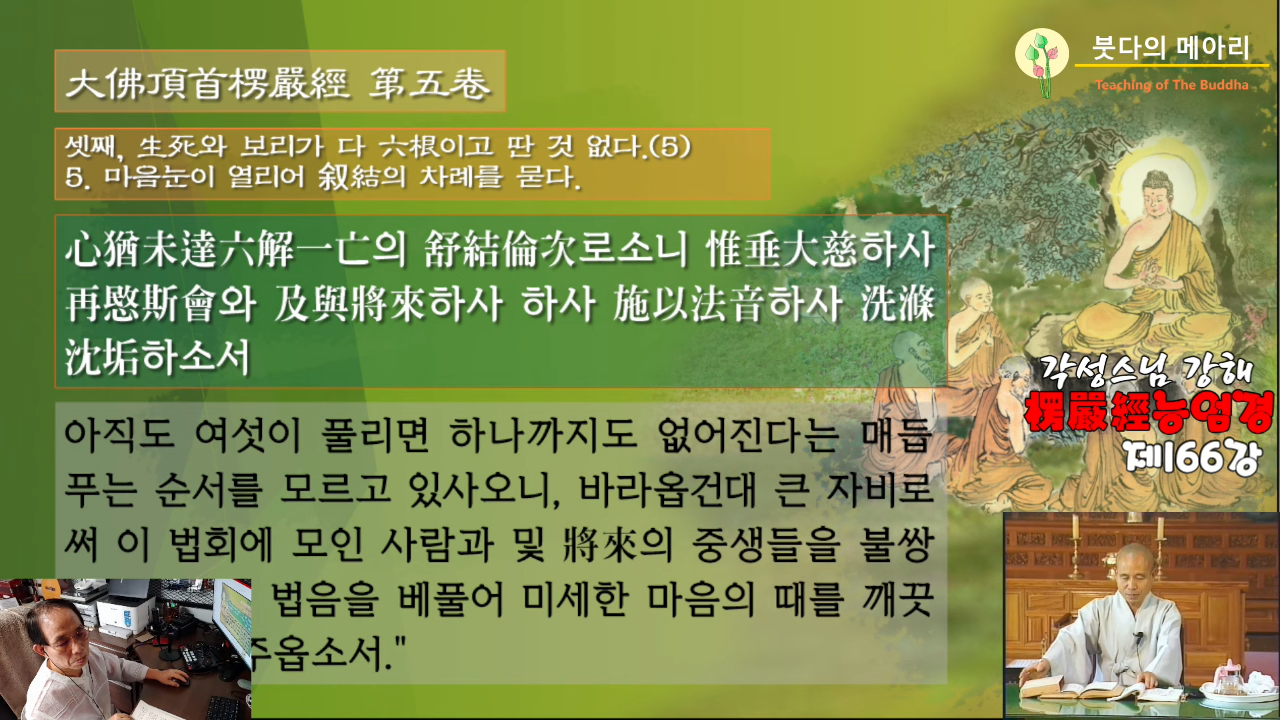 大佛頂首楞嚴經 第五卷
셋째, 生死와 보리가 다 六根이고 딴 것 없다.(5)
5. 마음눈이 열리어 叙結의 차례를 묻다.
心猶未達六解一亡의 舒結倫次로소니 惟垂大慈하사
再愍斯會와 及與將來하사 하사 施以法音하사 洗滌
沈垢하소서
아직도 여섯이 풀리면 하나까지도 없어진다는 매듭
푸는 순서를 모르고 있사오니, 바라옵건대 큰 자비로
써 이 법회에 모인 사람과 및 將來의 중생들을 불쌍
법음을 베풀어 미세한 마음의 때를 깨끗
주옵소서."
붓다의 메아리
Teaching of The Buddha
각성스님 강해
楞嚴經능엄경
제166강